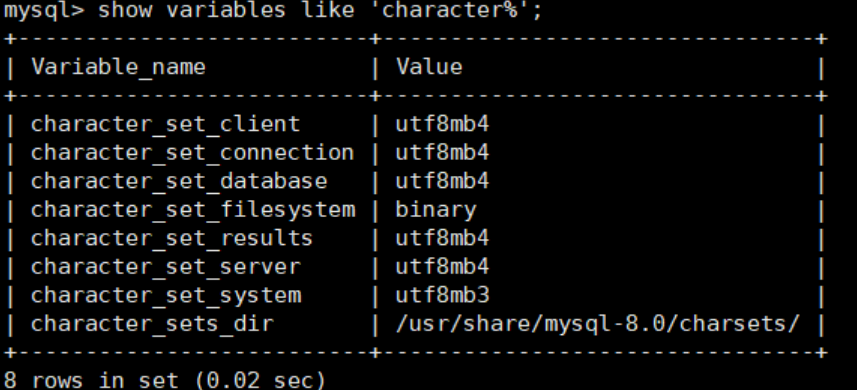 mysql> show variables like 'character%';
+--------------------------+--------------------------------+
| Variable_name            | Value                          |
+--------------------------+--------------------------------+
| character_set_client     | utf8mb4                        |
| character_set_connection | utf8mb4                        |
| character_set_database   | utf8mb4                        |
| character_set_filesystem | binary                         |
| character_set_results    | utf8mb4                        |
| character_set_server     | utf8mb4                        |
| character_set_system     | utf8mb3                        |
| character_sets_dir       | /usr/share/mysql-8.0/charsets/ |
+--------------------------+--------------------------------+
8 rows in set (0.02 sec)